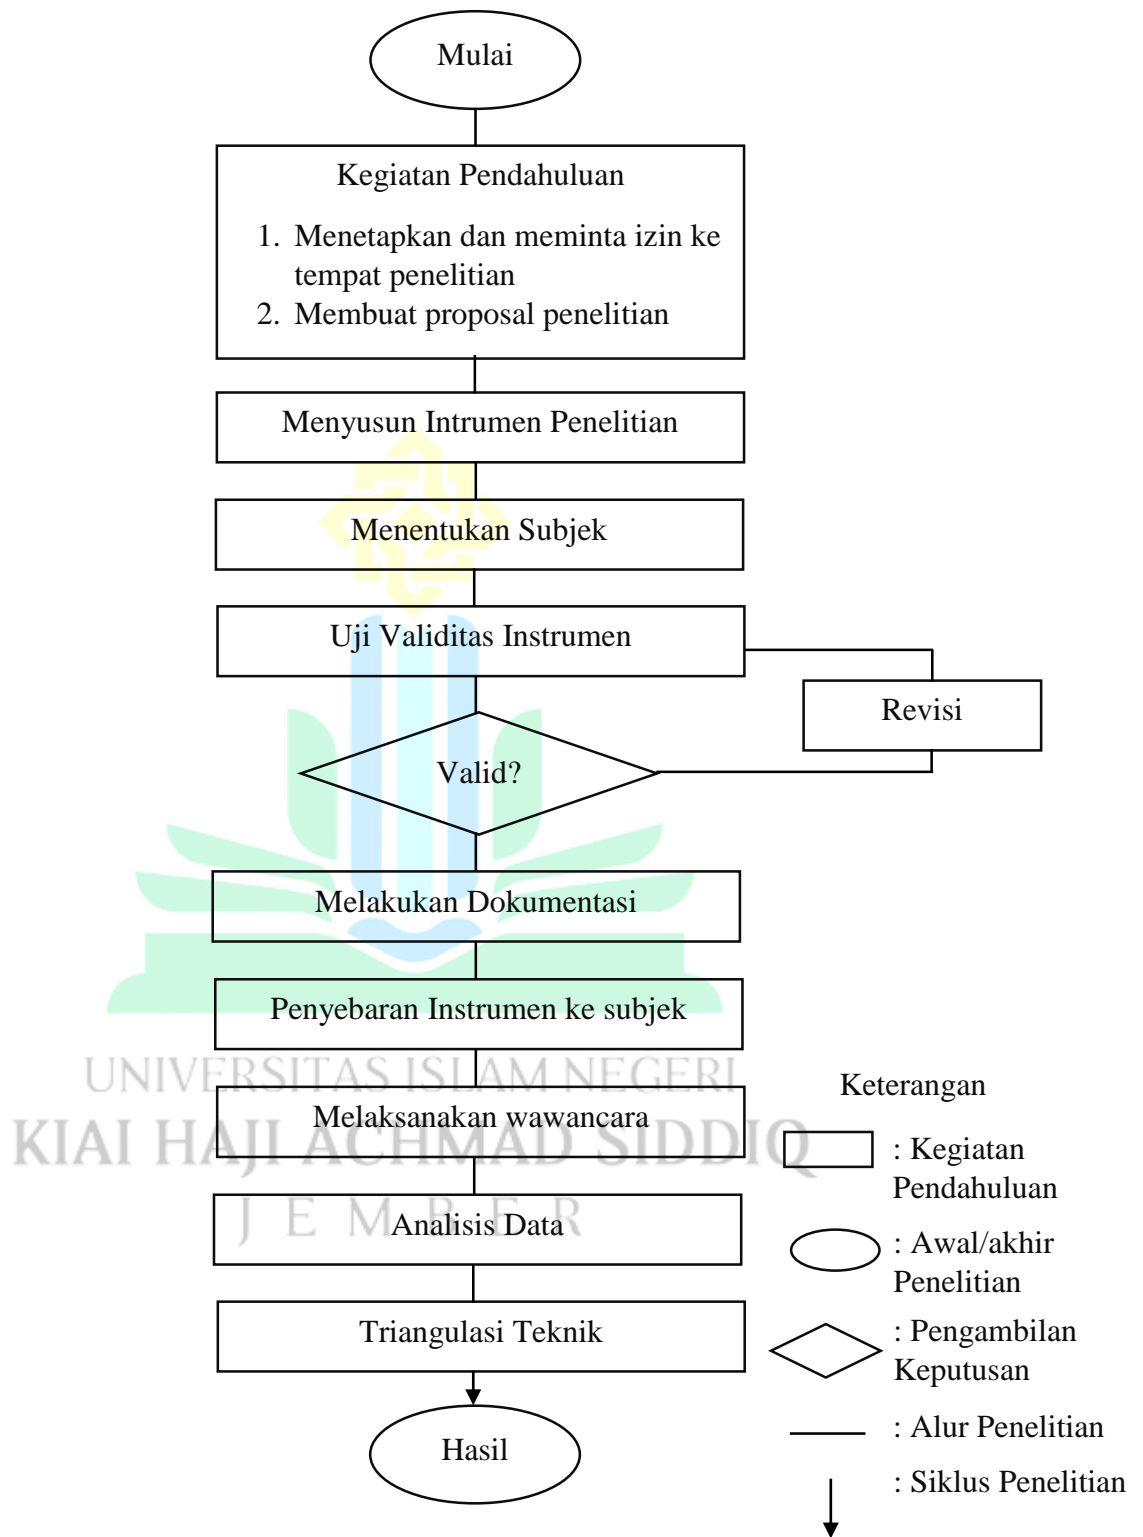 Mulai
Kegiatan Pendahuluan
1. Menetapkan dan meminta izin ke
tempat penelitian
2. Membuat proposal penelitian
Menyusun Intrumen Penelitian
Menentukan Subjek
Uji Validitas Instrumen
Revisi
Valid?
Melakukan Dokumentasi
Penyebaran Instrumen ke subjek
UNIVERSITAS ISLAM NEGERI
Melaksanakan wawancara
KIAI HAJI ACHMAD SIDDIQ
JEMBER
Analisis Data
Triangulasi Teknik
Hasil
Keterangan
: Kegiatan
Pendahuluan
: Awal/akhir
Penelitian
: Pengambilan
Keputusan
: Alur Penelitian
: Siklus Penelitian